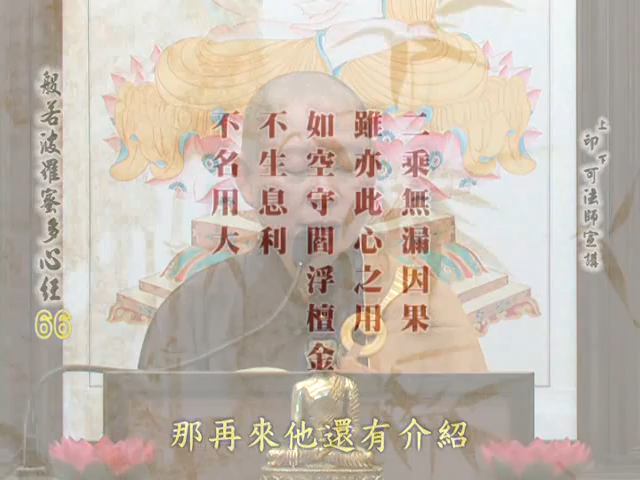 般若波羅蜜多心經
66
上印下可法師宣講
二乘無漏因果
雖亦此心之用
如空守閻浮檀金
不生息利
不名用大
那再來他還有介紹